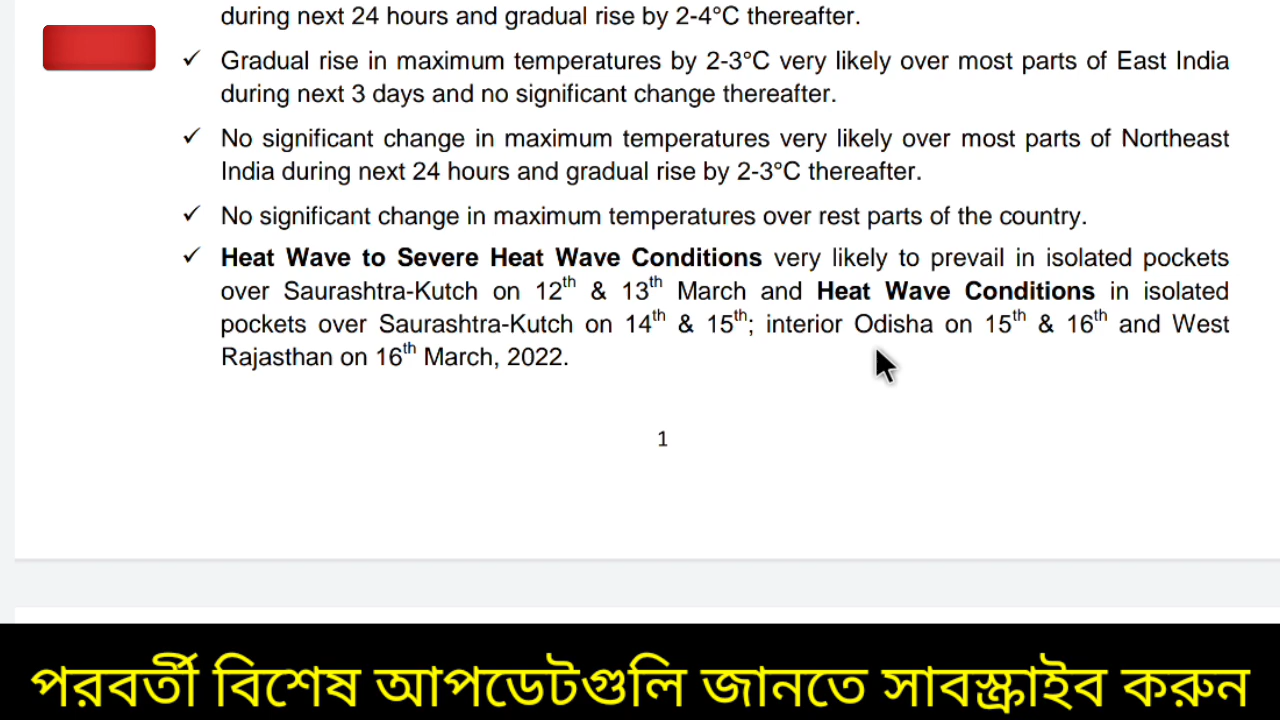 during next 24 hours and gradual rise by 2-4°C thereafter.
✓ Gradual rise in maximum temperatures by 2-3°C very likely over most parts of East India
during next 3 days and no significant change thereafter.
✓ No significant change in maximum temperatures very likely over most parts of Northeast
India during next 24 hours and gradual rise by 2-3°C thereafter.
✓ No significant change in maximum temperatures over rest parts of the country.
✓ Heat Wave to Severe Heat Wave Conditions very likely to prevail in isolated pockets
over Saurashtra-Kutch on 12th & 13th March and Heat Wave Conditions in isolated
pockets over Saurashtra-Kutch on 14th & 15th; interior Odisha on 15th & 16th and West
Rajasthan on 16th March, 2022.
1
পরবর্তী বিশেষ আপডেটগুলি জানতে সাবস্ক্রাইব করুন